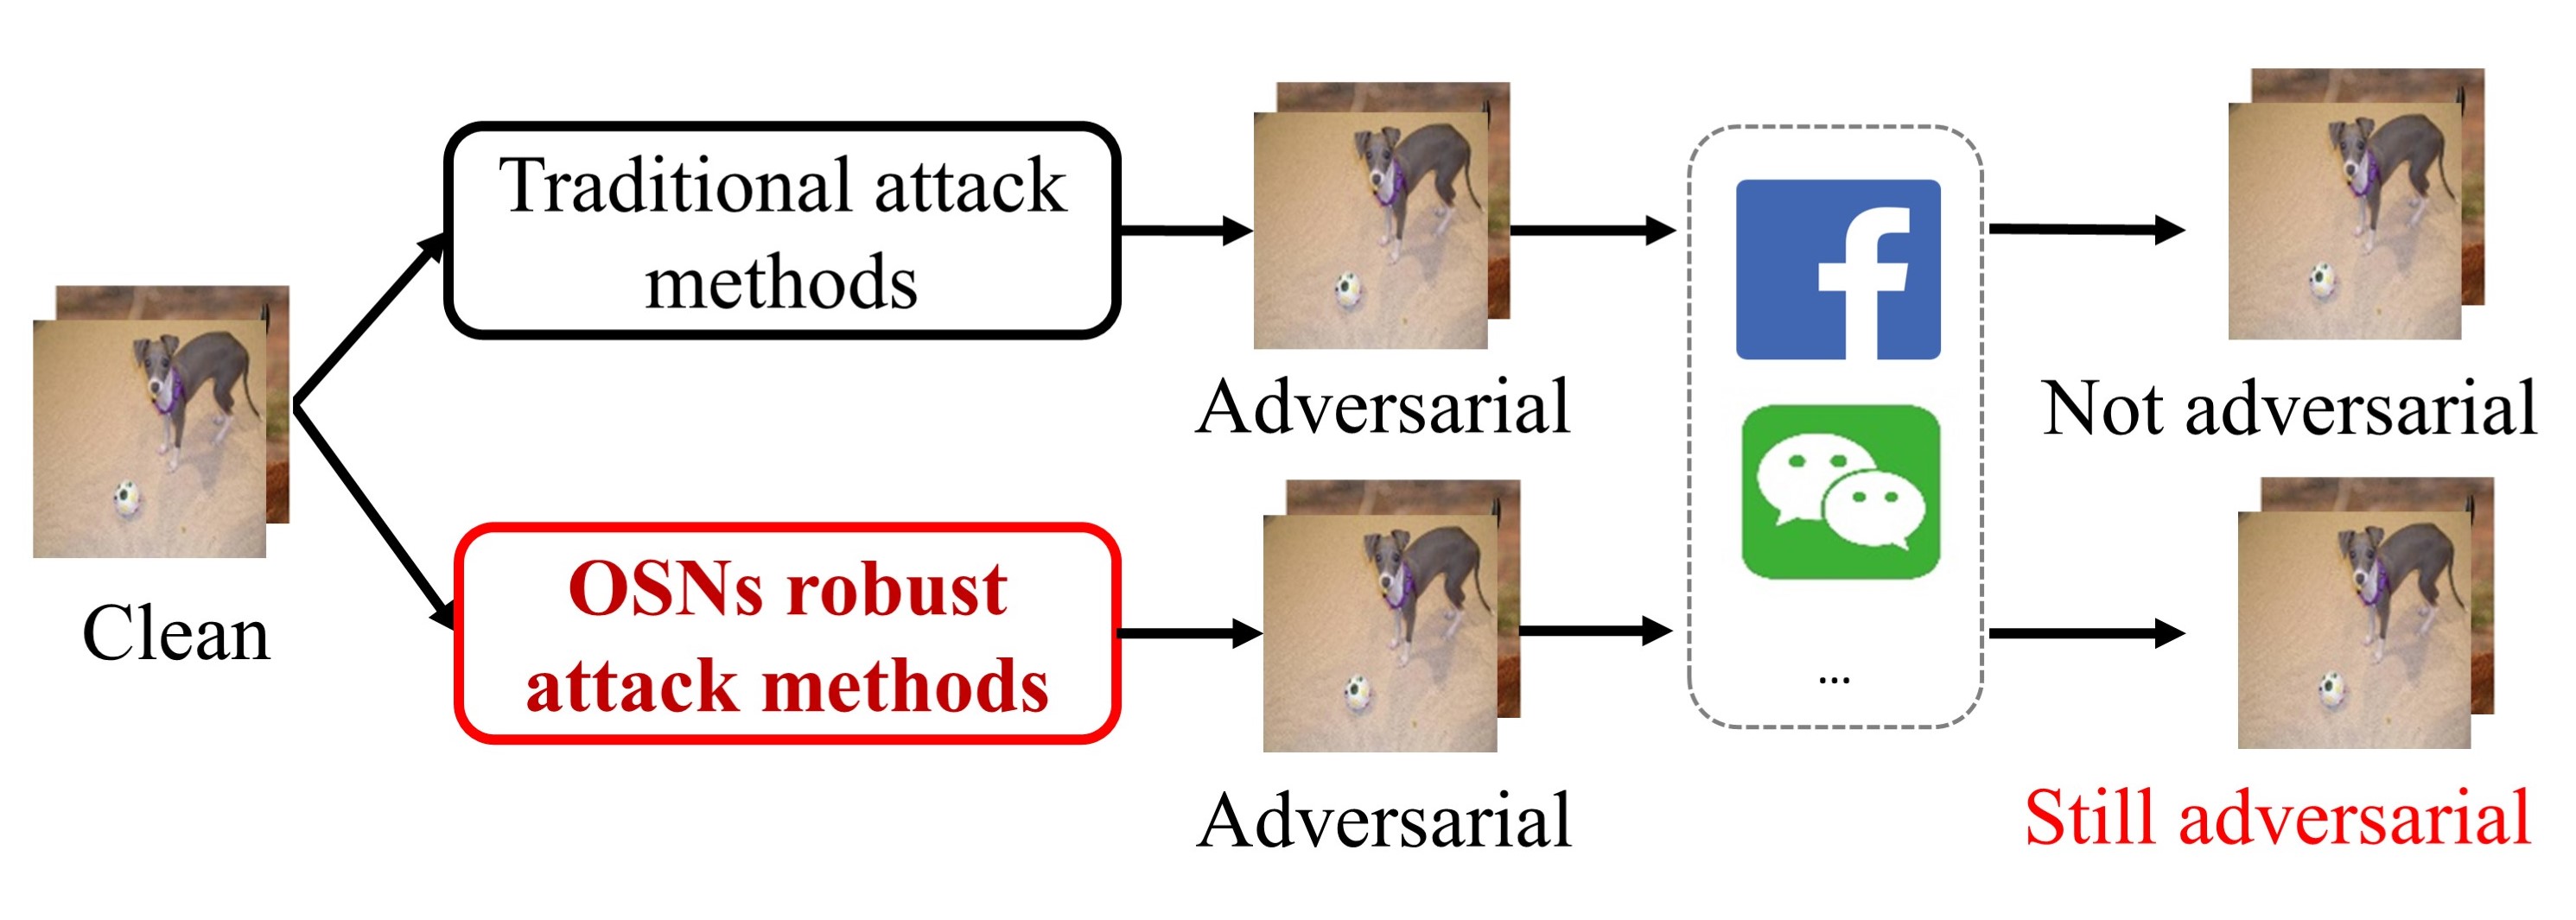 Traditional attack
methods
Adversarial
Not adversarial
Clean
OSNs robust
attack methods
...
Adversarial
Still adversarial